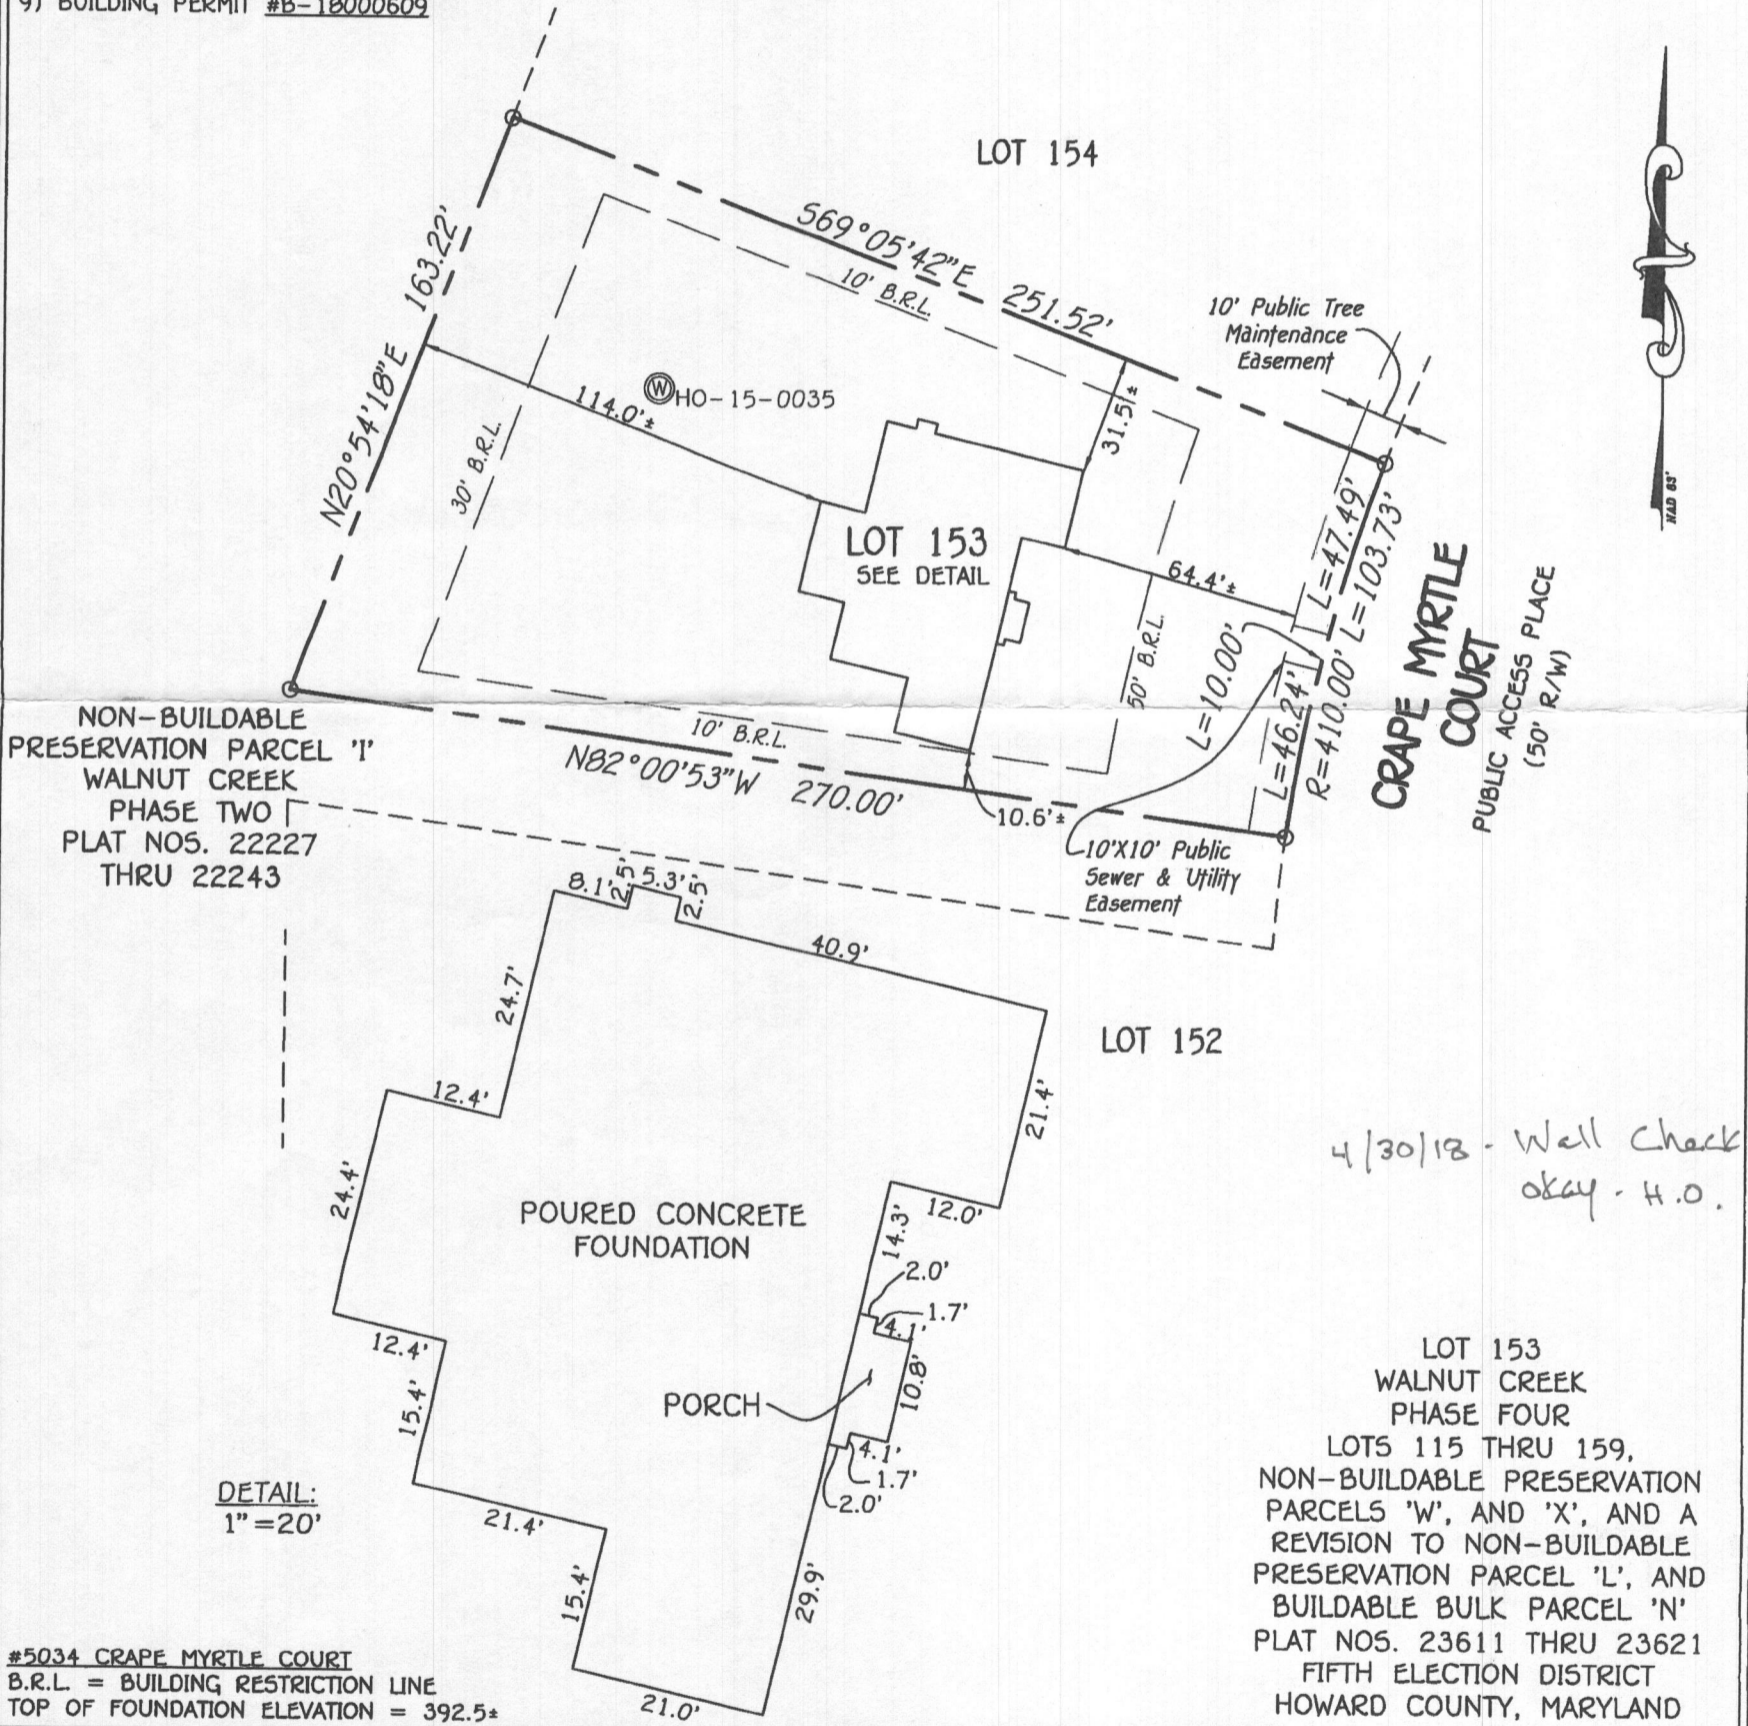 9) BUILDING PERMIT #B-18000609
LOT 154
S69°05'42"E 251.52'
10' B.R.L.
10' Public Tree
Maintenance
Easement
N20°54'18"E 163.22'
30' B.R.L.
114.0'±
W HO-15-0035
31.5'±
NAD 83'
LOT 153
SEE DETAIL
64.4'±
L=47.49'
R=410.00' L=103.73'
L=10.00'
L=46.24'
50' B.R.L.
CRAPE MYRTLE
COURT
PUBLIC ACCESS PLACE
(50' R/W)
10' B.R.L.
N82°00'53"W 270.00'
10.6'±
10'X10' Public
Sewer & Utility
Easement
NON-BUILDABLE
PRESERVATION PARCEL 'I'
WALNUT CREEK
PHASE TWO
PLAT NOS. 22227
THRU 22243
8.1'
2.5'
5.3'
2.5'
40.9'
24.7'
LOT 152
12.4'
21.4'
24.4'
POURED CONCRETE
FOUNDATION
12.0'
14.3'
2.0'
1.7'
4.1'
10.8'
12.4'
15.4'
PORCH
4.1'
1.7'
2.0'
21.4'
15.4'
29.9'
21.0'
DETAIL:
1"=20'
4/30/18 - Wall Check
okay - H.O.
LOT 153
WALNUT CREEK
PHASE FOUR
LOTS 115 THRU 159,
NON-BUILDABLE PRESERVATION
PARCELS 'W', AND 'X', AND A
REVISION TO NON-BUILDABLE
PRESERVATION PARCEL 'L', AND
BUILDABLE BULK PARCEL 'N'
PLAT NOS. 23611 THRU 23621
FIFTH ELECTION DISTRICT
HOWARD COUNTY, MARYLAND
#5034 CRAPE MYRTLE COURT
B.R.L. = BUILDING RESTRICTION LINE
TOP OF FOUNDATION ELEVATION = 392.5±